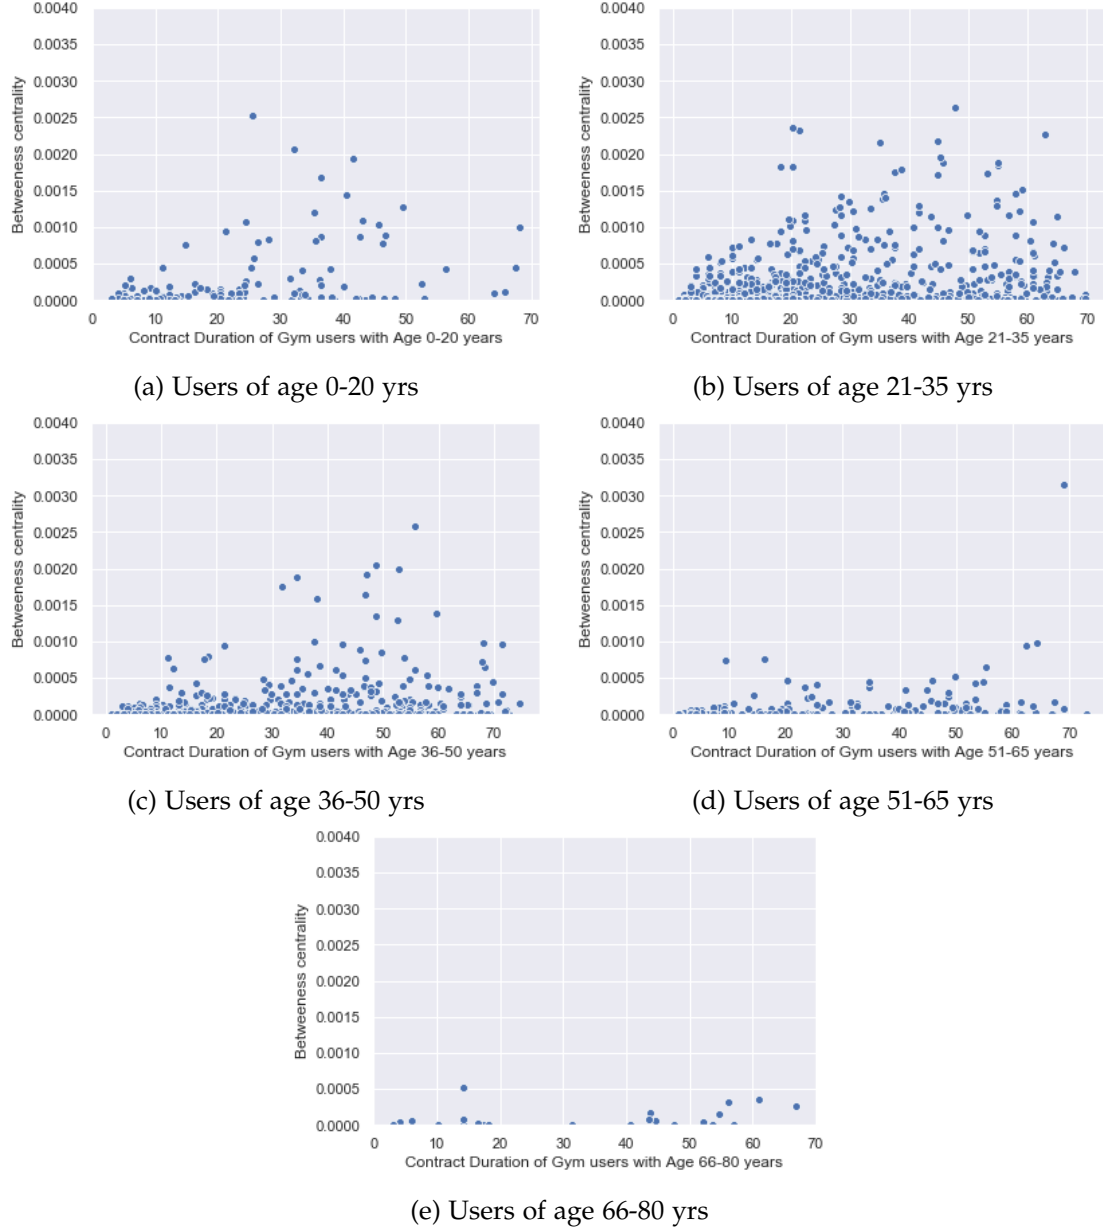 0.0040
0.0035
0.0030
0.0025
0.0020
0.0015
0.0010
0.0005
0.0000
Betweeness centrality
0 10 20 30 40 50 60 70
Contract Duration of Gym users with Age 0-20 years
(a) Users of age 0-20 yrs
0.0040
0.0035
0.0030
0.0025
0.0020
0.0015
0.0010
0.0005
0.0000
Betweeness centrality
0 10 20 30 40 50 60 70
Contract Duration of Gym users with Age 21-35 years
(b) Users of age 21-35 yrs
0.0040
0.0035
0.0030
0.0025
0.0020
0.0015
0.0010
0.0005
0.0000
Betweeness centrality
0 10 20 30 40 50 60 70
Contract Duration of Gym users with Age 36-50 years
(c) Users of age 36-50 yrs
0.0040
0.0035
0.0030
0.0025
0.0020
0.0015
0.0010
0.0005
0.0000
Betweeness centrality
0 10 20 30 40 50 60 70
Contract Duration of Gym users with Age 51-65 years
(d) Users of age 51-65 yrs
0.0040
0.0035
0.0030
0.0025
0.0020
0.0015
0.0010
0.0005
0.0000
Betweeness centrality
0 10 20 30 40 50 60 70
Contract Duration of Gym users with Age 66-80 years
(e) Users of age 66-80 yrs